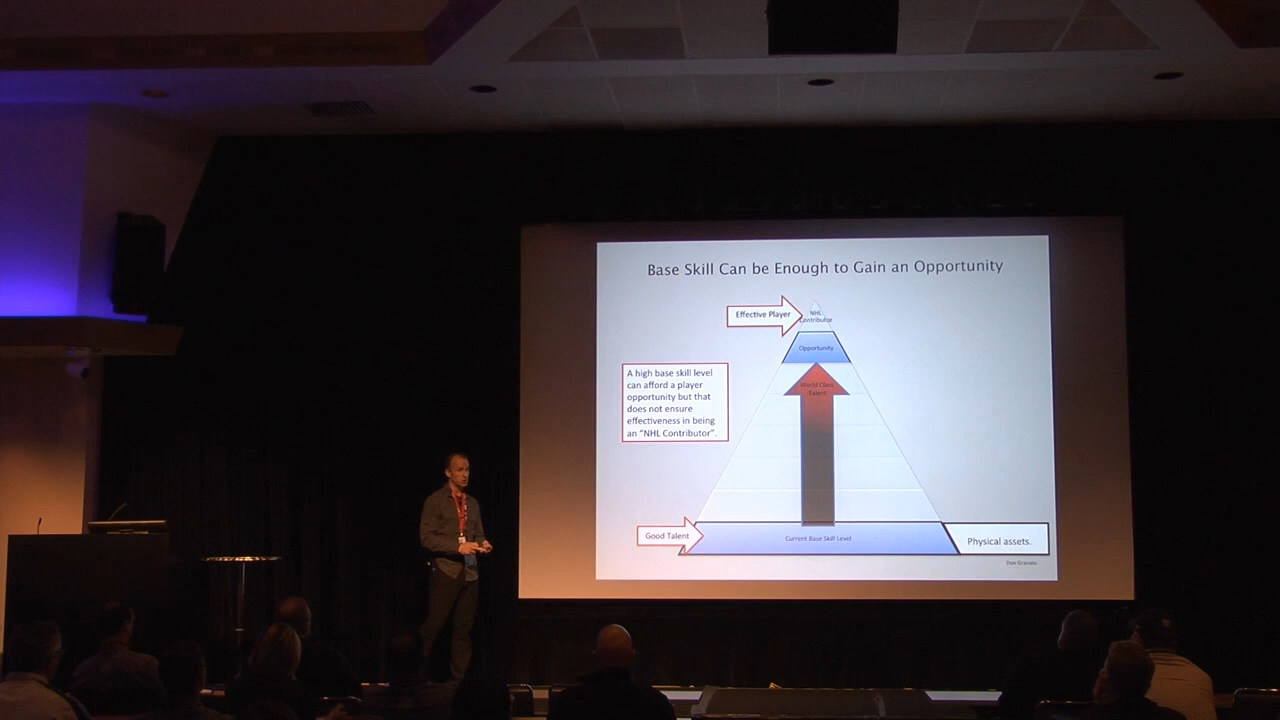 Base Skill Can be Enough to Gain an Opportunity
Effective Player
NHL
Contributor
Opportunity
A high base skill level
can afford a player
opportunity but that
does not ensure
effectiveness in being
an “NHL Contributor”.
World Class
Talent
Good Talent
Current Base Skill Level
Physical assets.